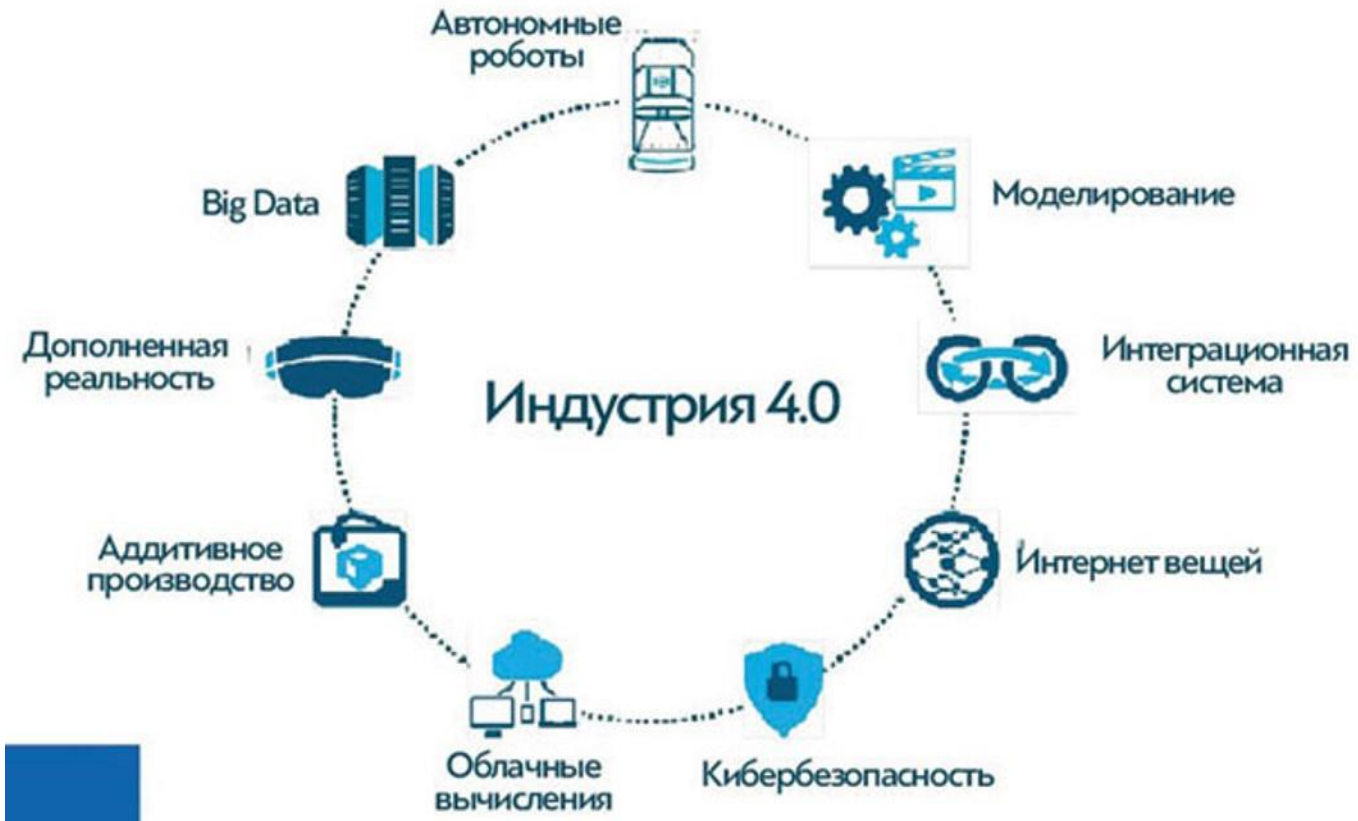 Автономные
роботы
Big Data
Моделирование
Дополненная
реальность
Индустрия 4.0
Интеграционная
система
Аддитивное
производство
Интернет вещей
Облачные
вычисления
Кибербезопасность